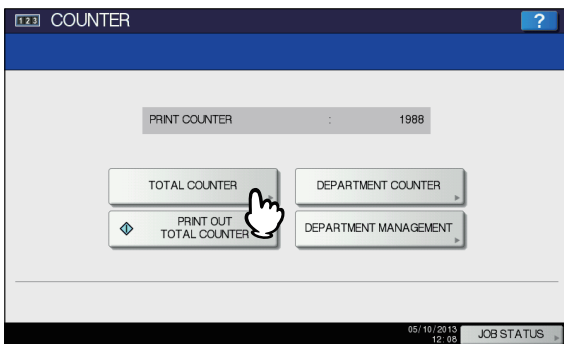 123 COUNTER ?
PRINT COUNTER : 1988
TOTAL COUNTER DEPARTMENT COUNTER
PRINT OUT
TOTAL COUNTER
DEPARTMENT MANAGEMENT
05/10/2013
12:08
JOB STATUS